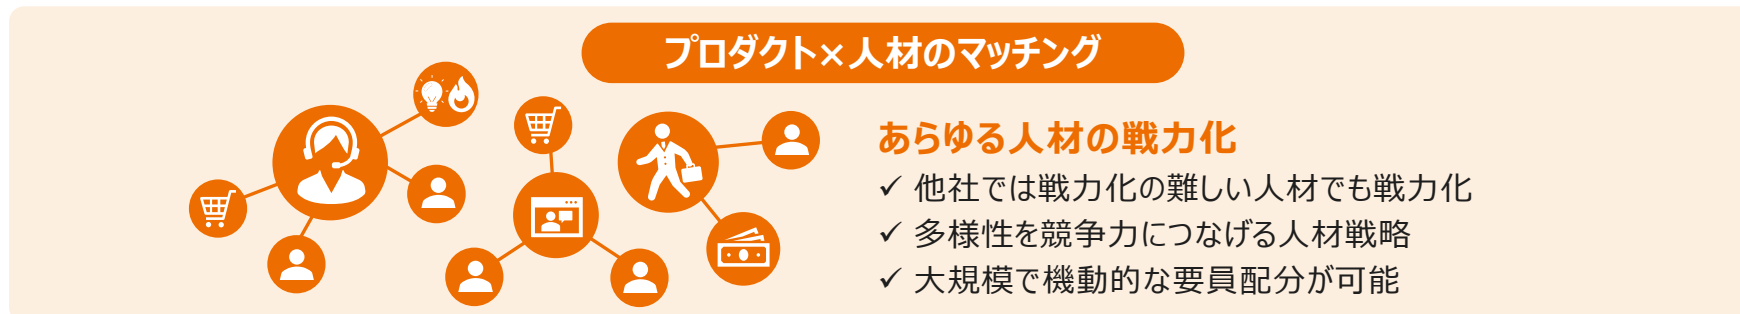 プロダクト×人材のマッチング
あらゆる人材の戦力化
✓ 他社では戦力化の難しい人材でも戦力化
✓ 多様性を競争力につなげる人材戦略
✓ 大規模で機動的な要員配分が可能